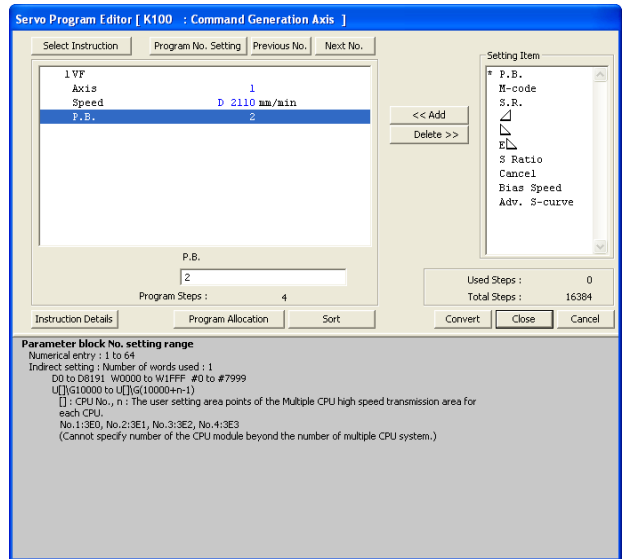 Servo Program Editor [ K100 : Command Generation Axis ]
Select Instruction
Program No. Setting
Previous No.
Next No.
1 VF
Axis 1
Speed D 2110 mm/min
P.B. 2
<< Add
Delete >>
Setting Item
* P.B.
M-code
S.R.
E
S Ratio
Cancel
Bias Speed
Adv. S-curve
P.B.
2
Program Steps : 4
Used Steps : 0
Total Steps : 16384
Instruction Details
Program Allocation
Sort
Convert
Close
Cancel
Parameter block No. setting range
Numerical entry : 1 to 64
Indirect setting : Number of words used : 1
D0 to D8191 W0000 to W1FFF #0 to #7999
U[]\G10000 to U[]\G(10000+n-1)
[] : CPU No., n : The user setting area points of the Multiple CPU high speed transmission area for
each CPU.
No.1:3E0, No.2:3E1, No.3:3E2, No.4:3E3
(Cannot specify number of the CPU module beyond the number of multiple CPU system.)